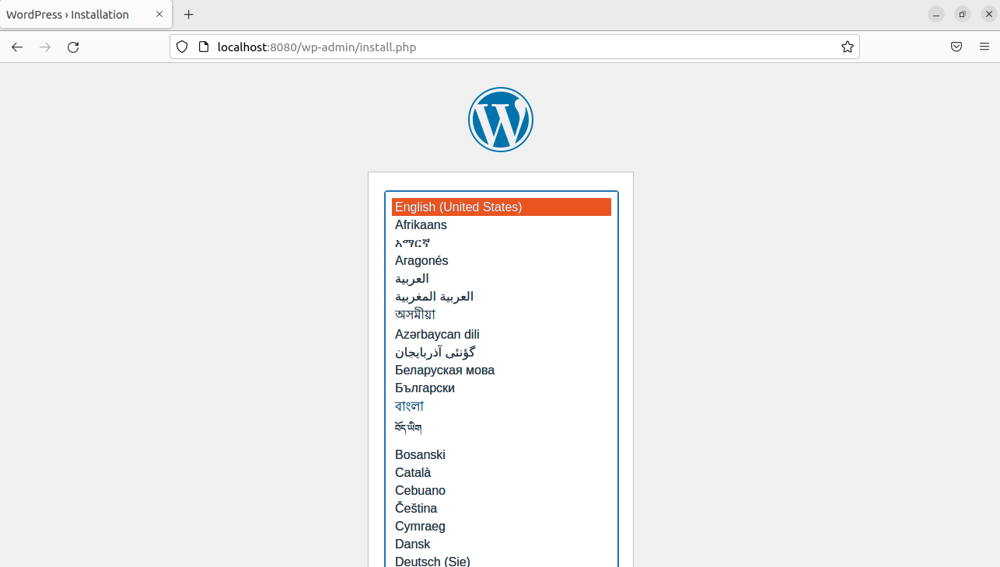 WordPress › Installation
localhost:8080/wp-admin/install.php
English (United States)
Afrikaans
አማርኛ
Aragonés
العربية
العربية المغربية
অসমীয়া
Azərbaycan dili
گؤنئی آذربایجان
Беларуская мова
Български
বাংলা
བོད་ཡིག
Bosanski
Català
Cebuano
Čeština
Cymraeg
Dansk
Deutsch (Sie)